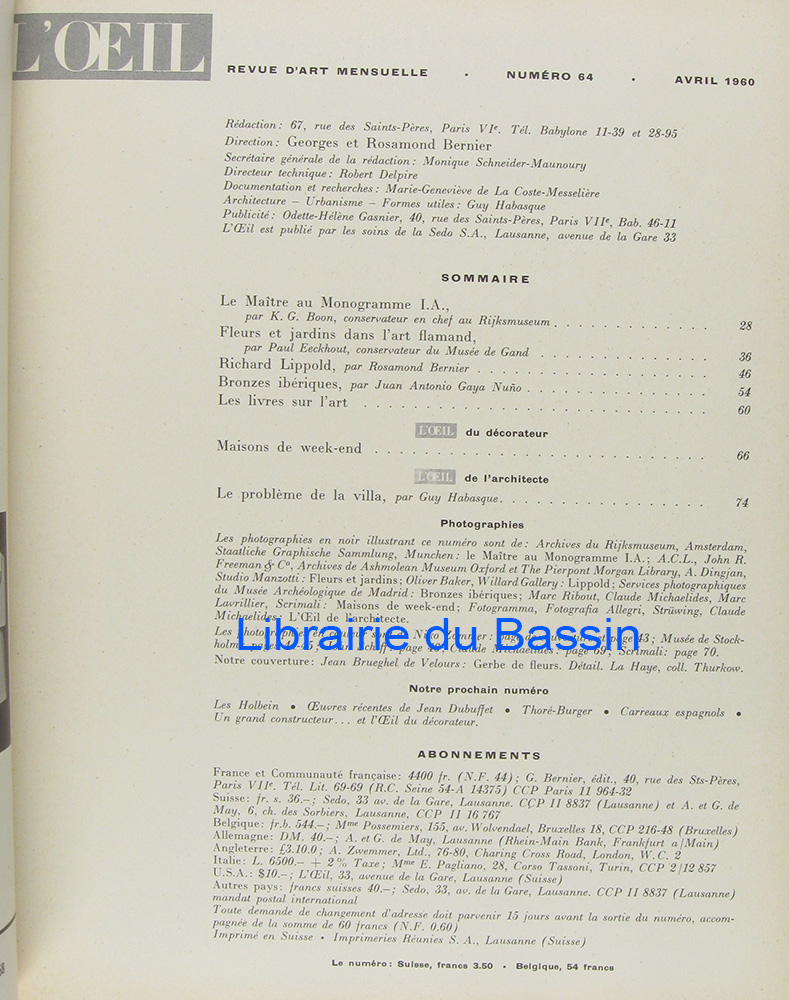 L'ŒIL
REVUE D'ART MENSUELLE • NUMÉRO 64 • AVRIL 1960
Rédaction: 67, rue des Saints-Pères, Paris VIe. Tél. Babylone 11-39 et 28-95
Direction: Georges et Rosamond Bernier
Secrétaire générale de la rédaction: Monique Schneider-Maunoury
Directeur technique: Robert Delpire
Documentation et recherches: Marie-Geneviève de La Coste-Messelière
Architecture – Urbanisme – Formes utiles: Guy Habasque
Publicité: Odette-Hélène Gasnier, 40, rue des Saints-Pères, Paris VIIe, Bab. 46-11
L'Œil est publié par les soins de la Sedo S.A., Lausanne, avenue de la Gare 33
SOMMAIRE
Le Maître au Monogramme I.A.,
par K. G. Boon, conservateur en chef au Rijksmuseum . . . . . . . . . . . . . . 28
Fleurs et jardins dans l'art flamand,
par Paul Eeckhout, conservateur du Musée de Gand . . . . . . . . . . . . . . 36
Richard Lippold, par Rosamond Bernier . . . . . . . . . . . . . . . . . . . 46
Bronzes ibériques, par Juan Antonio Gaya Nuño . . . . . . . . . . . . . . . 54
Les livres sur l'art . . . . . . . . . . . . . . . . . . . . . . . . . . . . 60
L'ŒIL du décorateur
Maisons de week-end . . . . . . . . . . . . . . . . . . . . . . . . . . . 66
L'ŒIL de l'architecte
Le problème de la villa, par Guy Habasque. . . . . . . . . . . . . . . . . 74
Photographies
Les photographies en noir illustrant ce numéro sont de: Archives du Rijksmuseum, Amsterdam,
Staatliche Graphische Sammlung, Munchen: le Maître au Monogramme I.A.; A.C.L., John R.
Freeman & Co, Archives de Ashmolean Museum Oxford et The Pierpont Morgan Library, A. Dingjan,
Studio Manzotti: Fleurs et jardins; Oliver Baker, Willard Gallery: Lippold; Services photographiques
du Musée Archéologique de Madrid: Bronzes ibériques; Marc Ribout, Claude Michaelides, Marc
Lavrillier, Scrimali: Maisons de week-end; Fotogramma, Fotografia Allegri, Strüwing, Claude
Michaelides: L'Œil de l'architecte.
Librairie du Bassin
Les photographies en couleur sont de Niko page 43; Musée de Stock-
holm: Claude Michaelides: page 69; Scrimali: page 70.
Notre couverture: Jean Brueghel de Velours: Gerbe de fleurs. Détail. La Haye, coll. Thurkow.
Notre prochain numéro
Les Holbein • Œuvres récentes de Jean Dubuffet • Thoré-Burger • Carreaux espagnols •
Un grand constructeur... et l'Œil du décorateur.
ABONNEMENTS
France et Communauté française: 4400 fr. (N.F. 44); G. Bernier, édit., 40, rue des Sts-Pères,
Paris VIIe. Tél. Lit. 69-69 (R.C. Seine 54-A 14375) CCP Paris 11 964-32
Suisse: fr. s. 36.–; Sedo, 33 av. de la Gare, Lausanne. CCP II 8837 (Lausanne) et A. et G. de
May, 6, ch. des Sorbiers, Lausanne, CCP II 16 767
Belgique: fr.b. 544.–; Mme Possemiers, 155, av. Wolvendael, Bruxelles 18, CCP 216-48 (Bruxelles)
Allemagne: DM. 40.–; A. et G. de May, Lausanne (Rhein-Main Bank, Frankfurt a/Main)
Angleterre: £3.10.0; A. Zwemmer, Ltd., 76-80, Charing Cross Road, London, W. C. 2
Italie: L. 6500.– + 2% Taxe; Mme E. Pagliano, 28, Corso Tassoni, Turin, CCP 2/12 857
U.S.A.: $10.–; L'Œil, 33, avenue de la Gare, Lausanne (Suisse)
Autres pays: francs suisses 40.–; Sedo, 33, av. de la Gare, Lausanne. CCP II 8837 (Lausanne)
mandat postal international
Toute demande de changement d'adresse doit parvenir 15 jours avant la sortie du numéro, accom-
pagnée de la somme de 60 francs (N.F. 0.60)
Imprimé en Suisse • Imprimeries Réunies S. A., Lausanne (Suisse)
Le numéro: Suisse, francs 3.50 • Belgique, 54 francs